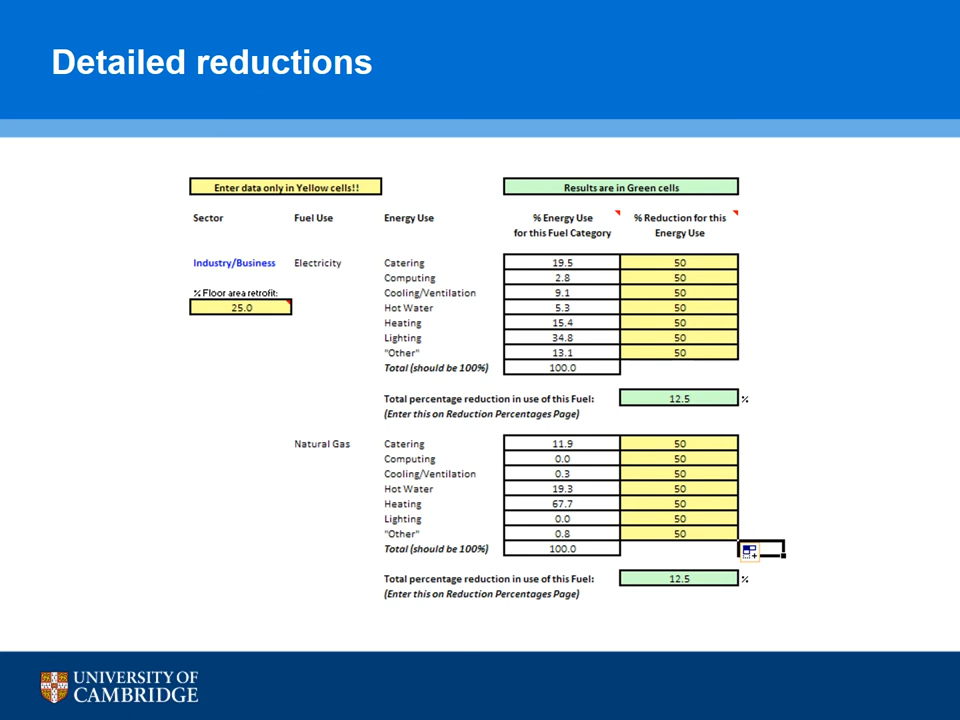 Detailed reductions
Enter data only in Yellow cells!! Results are in Green cells
Sector Fuel Use Energy Use % Energy Use % Reduction for this
for this Fuel Category Energy Use
Industry/Business Electricity Catering 19.5 50
Computing 2.8 50
% Floor area retrofit: Cooling/Ventilation 9.1 50
25.0 Hot Water 5.3 50
Heating 15.4 50
Lighting 34.8 50
"Other" 13.1 50
Total (should be 100%) 100.0
Total percentage reduction in use of this Fuel: 12.5 %
(Enter this on Reduction Percentages Page)
Natural Gas Catering 11.9 50
Computing 0.0 50
Cooling/Ventilation 0.3 50
Hot Water 19.3 50
Heating 67.7 50
Lighting 0.0 50
"Other" 0.8 50
Total (should be 100%) 100.0
Total percentage reduction in use of this Fuel: 12.5 %
(Enter this on Reduction Percentages Page)
UNIVERSITY OF
CAMBRIDGE